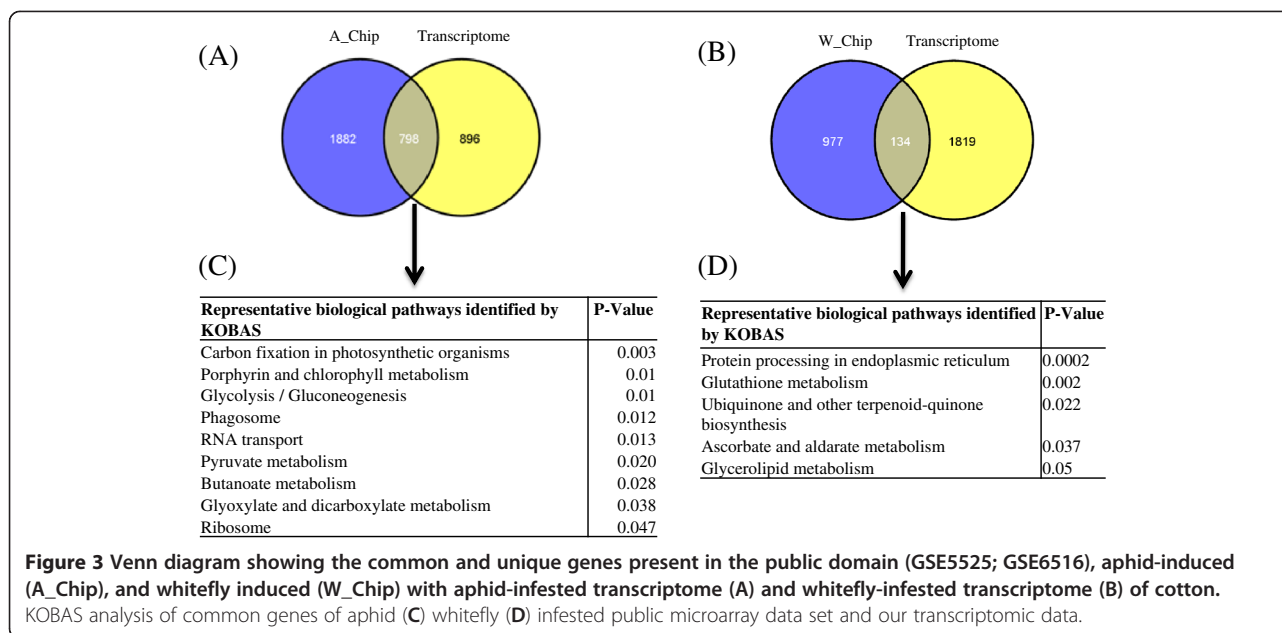 (A)
A_Chip Transcriptome
1882 798 896
(B)
W_Chip Transcriptome
977 134 1819
(C)
Representative biological pathways identified by P-Value
KOBAS
Carbon fixation in photosynthetic organisms 0.003
Porphyrin and chlorophyll metabolism 0.01
Glycolysis / Gluconeogenesis 0.01
Phagosome 0.012
RNA transport 0.013
Pyruvate metabolism 0.020
Butanoate metabolism 0.028
Glyoxylate and dicarboxylate metabolism 0.038
Ribosome 0.047
(D)
Representative biological pathways identified P-Value
by KOBAS
Protein processing in endoplasmic reticulum 0.0002
Glutathione metabolism 0.002
Ubiquinone and other terpenoid-quinone 0.022
biosynthesis
Ascorbate and aldarate metabolism 0.037
Glycerolipid metabolism 0.05
Figure 3 Venn diagram showing the common and unique genes present in the public domain (GSE5525; GSE6516), aphid-induced
(A_Chip), and whitefly induced (W_Chip) with aphid-infested transcriptome (A) and whitefly-infested transcriptome (B) of cotton.
KOBAS analysis of common genes of aphid (C) whitefly (D) infested public microarray data set and our transcriptomic data.